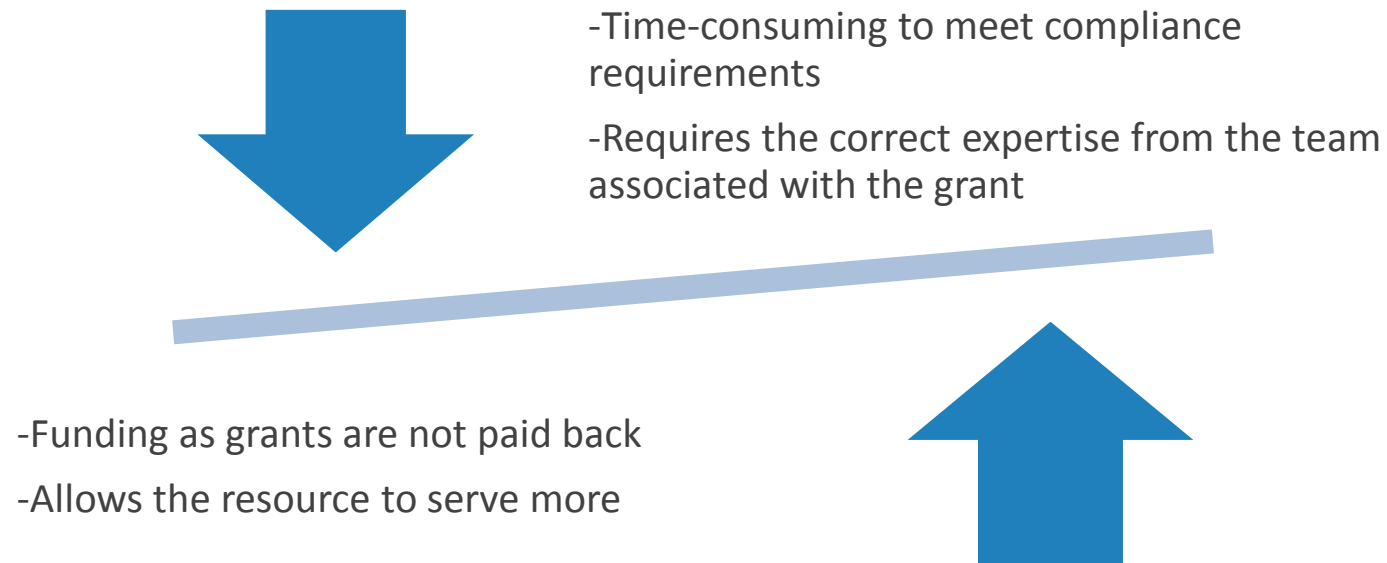 -Time-consuming to meet compliance
requirements
-Requires the correct expertise from the team
associated with the grant
-Funding as grants are not paid back
-Allows the resource to serve more